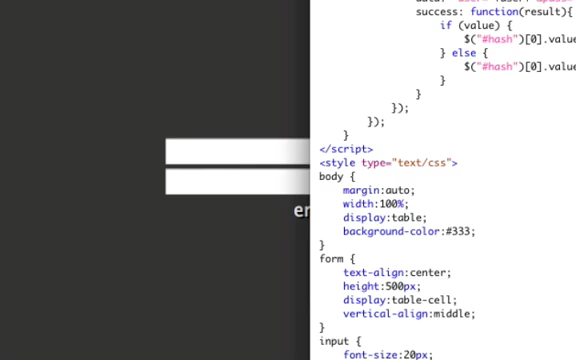 success: function(result){
if (value) {
$("#hash")[0].value
} else {
$("#hash")[0].value
}
}
});
});
}
</script>
<style type="text/css">
body {
margin:auto;
width:100%;
display:table;
background-color:#333;
}
form {
text-align:center;
height:500px;
display:table-cell;
vertical-align:middle;
}
input {
font-size:20px;